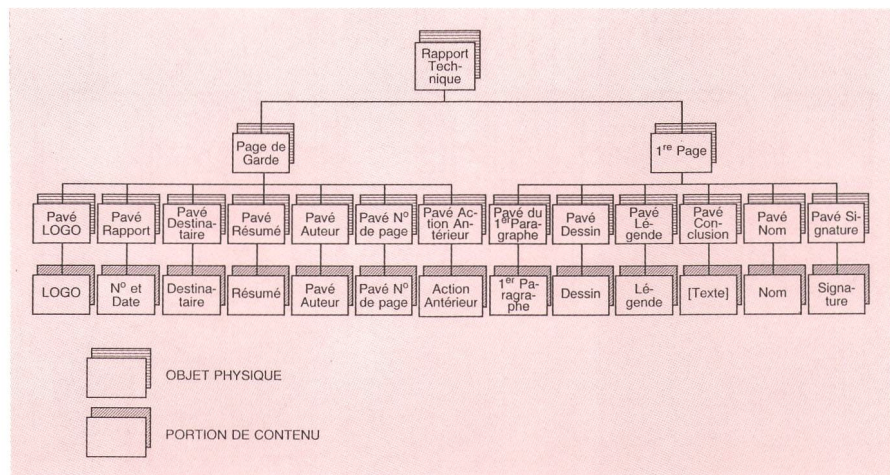 Rapport
Tech-
nique
Page de
Garde
1re Page
Pavé
LOGO
Pavé
Rapport
Pavé
Destina-
taire
Pavé
Résumé
Pavé
Auteur
Pavé No
de page
Pavé Ac-
tion An-
térieur
Pavé du
1er Para-
graphe
Pavé
Dessin
Pavé
Lé-
gende
Pavé
Con-
clusion
Pavé
Nom
Pavé Si-
gnature
LOGO
No et
Date
Destina-
taire
Résumé
Pavé
Auteur
Pavé No
de page
Action
Antérieur
1er Pa-
ragra-
phe
Dessin
Lé-
gende
[Texte]
Nom
Signa-
ture
OBJET PHYSIQUE
PORTION DE CONTENU